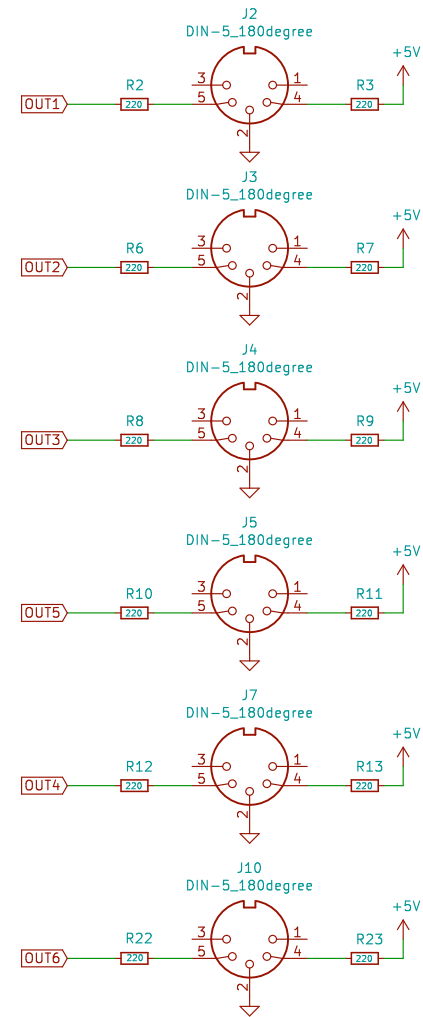 J2
DIN-5_180degree
+5V
R2
3
1
R3
OUT1
220
5
4
220
2
J3
DIN-5_180degree
+5V
R6
3
1
R7
OUT2
220
5
4
220
2
J4
DIN-5_180degree
+5V
R8
3
1
R9
OUT3
220
5
4
220
2
J5
DIN-5_180degree
+5V
R10
3
1
R11
OUT5
220
5
4
220
2
J7
DIN-5_180degree
+5V
R12
3
1
R13
OUT4
220
5
4
220
2
J10
DIN-5_180degree
+5V
R22
3
1
R23
OUT6
220
5
4
220
2